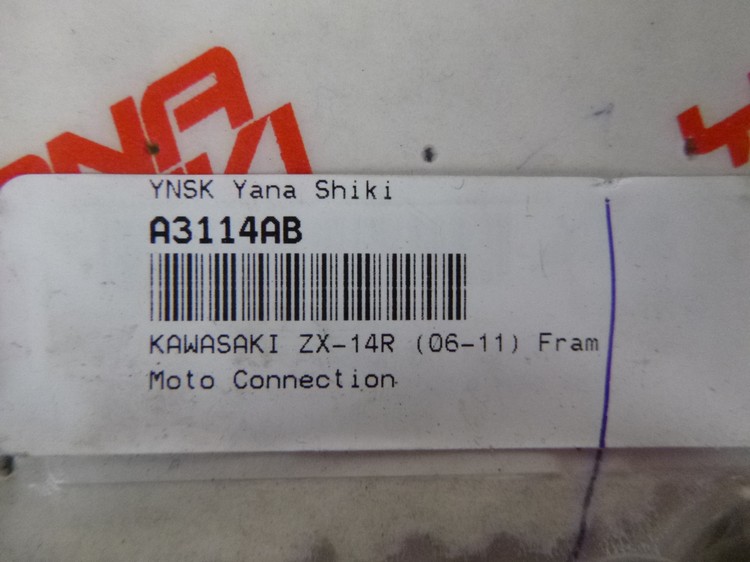 YNSK Yana Shiki
A3114AB
KAWASAKI ZX-14R (06-11) Fram
Moto Connection